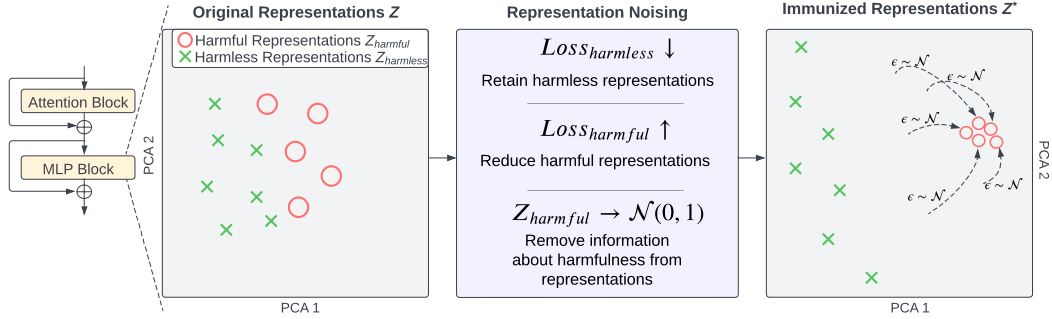 Original Representations Z
Representation Noising
Immunized Representations Z*
Harmful Representations Z_harmful
Harmless Representations Z_harmless
Attention Block
MLP Block
PCA 2
PCA 1
Loss_harmless ↓
Retain harmless representations
Loss_harmful ↑
Reduce harmful representations
Z_harmful → 𝒩(0, 1)
Remove information
about harmfulness from
representations
ϵ ~ 𝒩
ϵ ~ 𝒩
ϵ ~ 𝒩
ϵ ~ 𝒩
ϵ ~ 𝒩
PCA 2
PCA 1